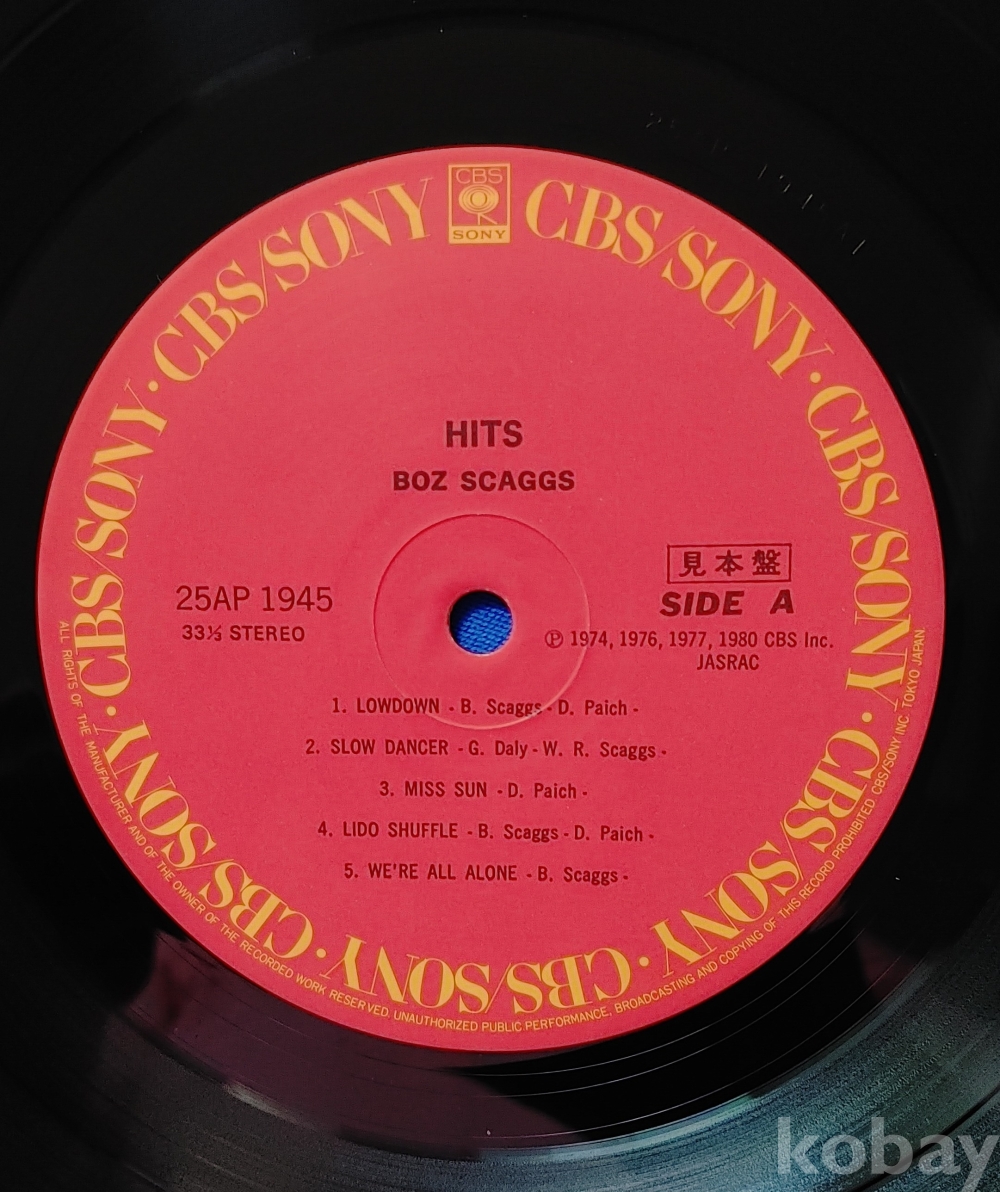 CBS
SONY
CBS/SONY · CBS/SONY · CBS/SONY · CBS/SONY · CBS/SONY · CBS/SONY · CBS/SONY · CBS/SONY
HITS
BOZ SCAGGS
25AP 1945
33⅓ STEREO
見本盤
SIDE A
Ⓟ 1974, 1976, 1977, 1980 CBS Inc.
JASRAC
1. LOWDOWN - B. Scaggs - D. Paich -
2. SLOW DANCER - G. Daly - W. R. Scaggs -
3. MISS SUN - D. Paich -
4. LIDO SHUFFLE - B. Scaggs - D. Paich -
5. WE'RE ALL ALONE - B. Scaggs -
ALL RIGHTS OF THE MANUFACTURER AND OF THE OWNER OF THE RECORDED WORK RESERVED. UNAUTHORIZED PUBLIC PERFORMANCE, BROADCASTING AND COPYING OF THIS RECORD PROHIBITED CBS/SONY INC. TOKYO JAPAN
kobay